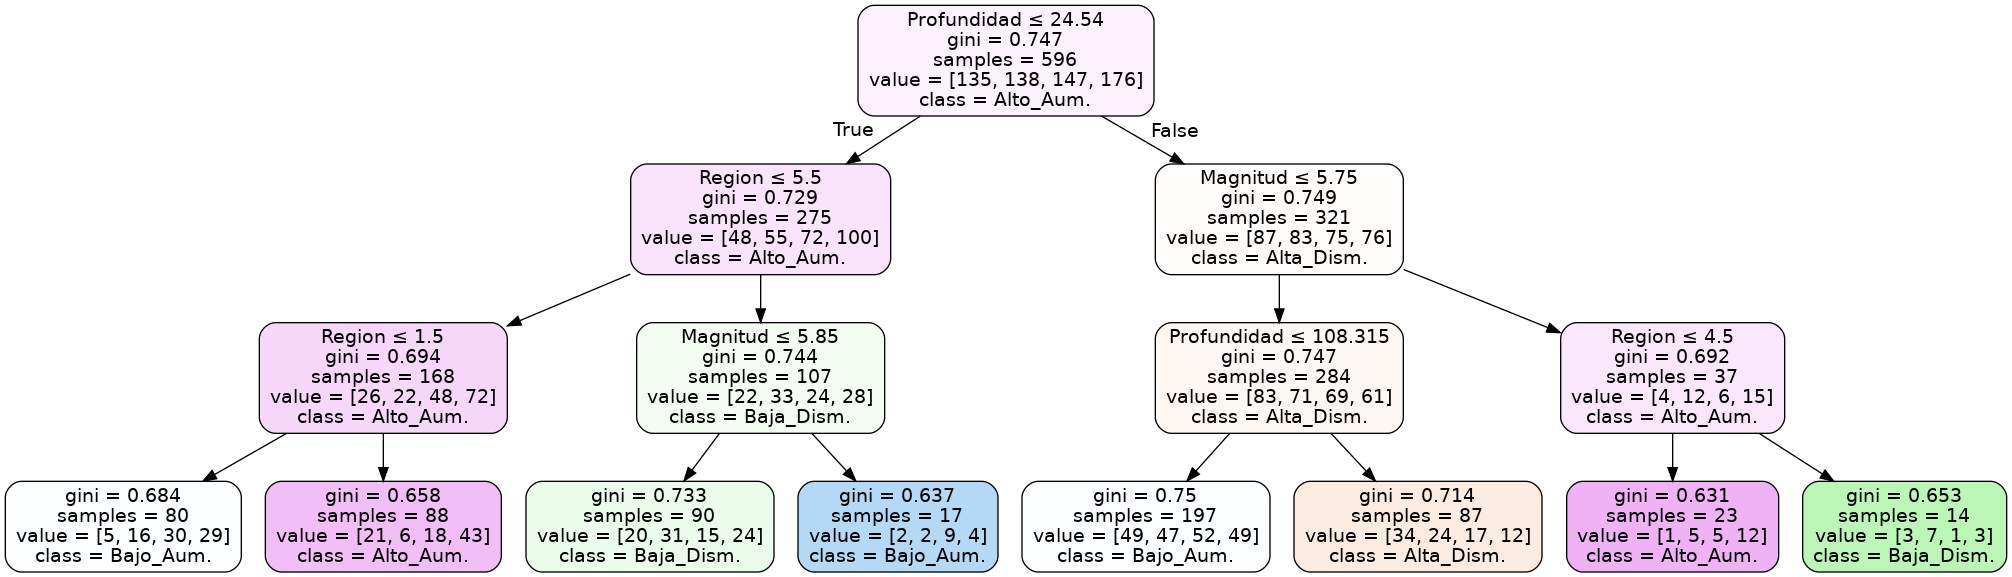 Profundidad ≤ 24.54
gini = 0.747
samples = 596
value = [135, 138, 147, 176]
class = Alto_Aum.
True
False
Region ≤ 5.5
gini = 0.729
samples = 275
value = [48, 55, 72, 100]
class = Alto_Aum.
Magnitud ≤ 5.75
gini = 0.749
samples = 321
value = [87, 83, 75, 76]
class = Alta_Dism.
Region ≤ 1.5
gini = 0.694
samples = 168
value = [26, 22, 48, 72]
class = Alto_Aum.
Magnitud ≤ 5.85
gini = 0.744
samples = 107
value = [22, 33, 24, 28]
class = Baja_Dism.
Profundidad ≤ 108.315
gini = 0.747
samples = 284
value = [83, 71, 69, 61]
class = Alta_Dism.
Region ≤ 4.5
gini = 0.692
samples = 37
value = [4, 12, 6, 15]
class = Alto_Aum.
gini = 0.684
samples = 80
value = [5, 16, 30, 29]
class = Bajo_Aum.
gini = 0.658
samples = 88
value = [21, 6, 18, 43]
class = Alto_Aum.
gini = 0.733
samples = 90
value = [20, 31, 15, 24]
class = Baja_Dism.
gini = 0.637
samples = 17
value = [2, 2, 9, 4]
class = Bajo_Aum.
gini = 0.75
samples = 197
value = [49, 47, 52, 49]
class = Bajo_Aum.
gini = 0.714
samples = 87
value = [34, 24, 17, 12]
class = Alta_Dism.
gini = 0.631
samples = 23
value = [1, 5, 5, 12]
class = Alto_Aum.
gini = 0.653
samples = 14
value = [3, 7, 1, 3]
class = Baja_Dism.